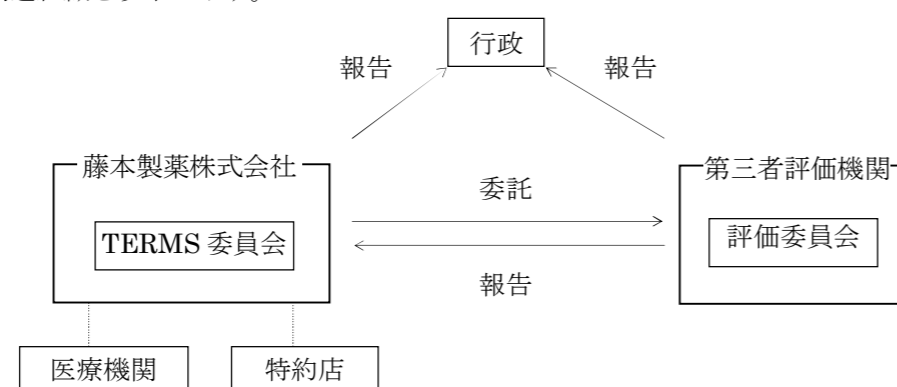 行政
報告
報告
藤本製薬株式会社
第三者評価機関
委託
TERMS 委員会
評価委員会
報告
医療機関
特約店